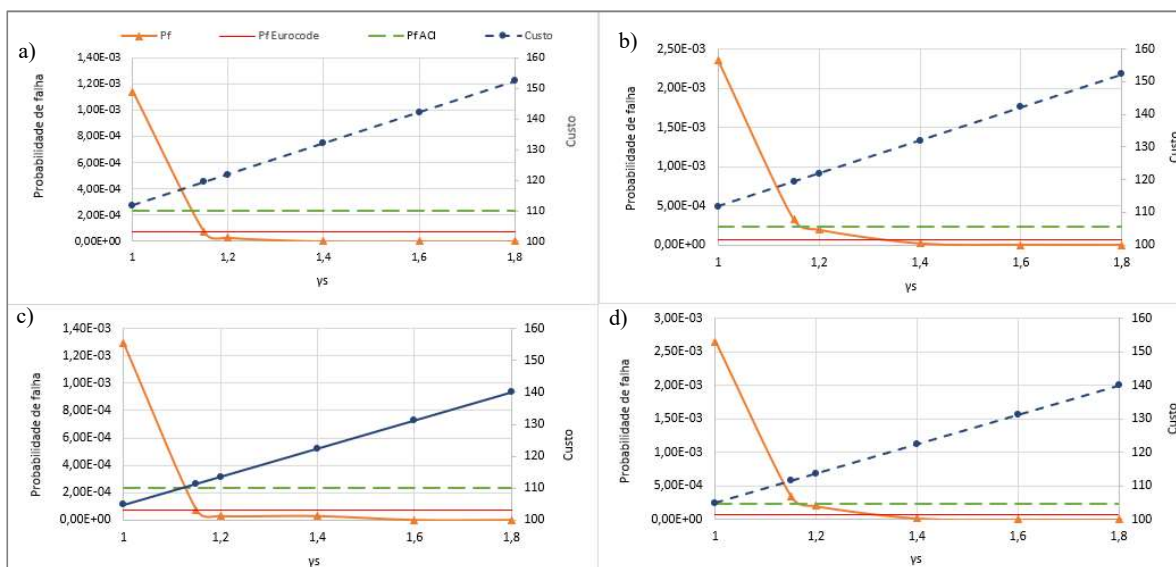 a)
Pf
Pf Eurocode
Pf ACI
Custo
Probabilidade de falha
1,40E-03
1,20E-03
1,00E-03
8,00E-04
6,00E-04
4,00E-04
2,00E-04
0,00E+00
160
150
140
130
120
110
100
Custo
1 1,2 1,4 1,6 1,8
γs
b)
Probabilidade de falha
2,50E-03
2,00E-03
1,50E-03
1,00E-03
5,00E-04
0,00E+00
160
150
140
130
120
110
100
Custo
1 1,2 1,4 1,6 1,8
γs
c)
Probabilidade de falha
1,40E-03
1,20E-03
1,00E-03
8,00E-04
6,00E-04
4,00E-04
2,00E-04
0,00E+00
160
150
140
130
120
110
100
Custo
1 1,2 1,4 1,6 1,8
γs
d)
Probabilidade de falha
3,00E-03
2,50E-03
2,00E-03
1,50E-03
1,00E-03
5,00E-04
0,00E+00
160
150
140
130
120
110
100
Custo
1 1,2 1,4 1,6 1,8
γs